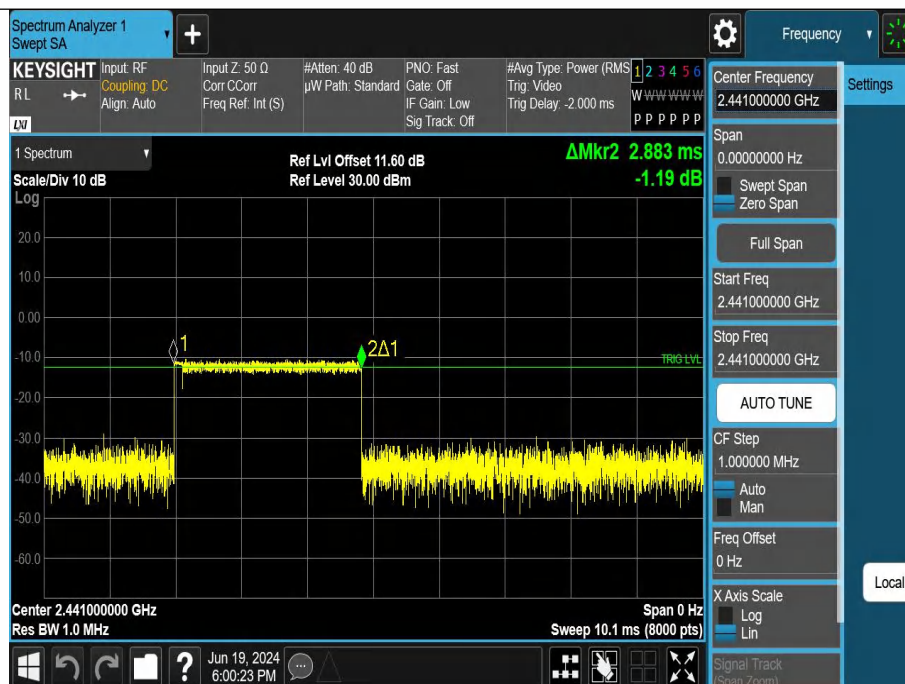 Spectrum Analyzer 1
Swept SA
Frequency
KEYSIGHT
RL
LXI
Input: RF
Coupling: DC
Align: Auto
Input Z: 50 Ω
Corr CCorr
Freq Ref: Int (S)
#Atten: 40 dB
µW Path: Standard
PNO: Fast
Gate: Off
IF Gain: Low
Sig Track: Off
#Avg Type: Power (RMS
Trig: Video
Trig Delay: -2.000 ms
1 2 3 4 5 6
W W W W W W
P P P P P P
Center Frequency
2.441000000 GHz
Settings
Span
0.00000000 Hz
Swept Span
Zero Span
Full Span
Start Freq
2.441000000 GHz
Stop Freq
2.441000000 GHz
AUTO TUNE
CF Step
1.000000 MHz
Auto
Man
Freq Offset
0 Hz
X Axis Scale
Log
Lin
Signal Track
(Span Zoom)
Local
1 Spectrum
Scale/Div 10 dB
Log
Ref Lvl Offset 11.60 dB
Ref Level 30.00 dBm
ΔMkr2 2.883 ms
-1.19 dB
20.0
10.0
0.00
-10.0
-20.0
-30.0
-40.0
-50.0
-60.0
1
2Δ1
TRIG LVL
Center 2.441000000 GHz
Res BW 1.0 MHz
Span 0 Hz
Sweep 10.1 ms (8000 pts)
?
Jun 19, 2024
6:00:23 PM